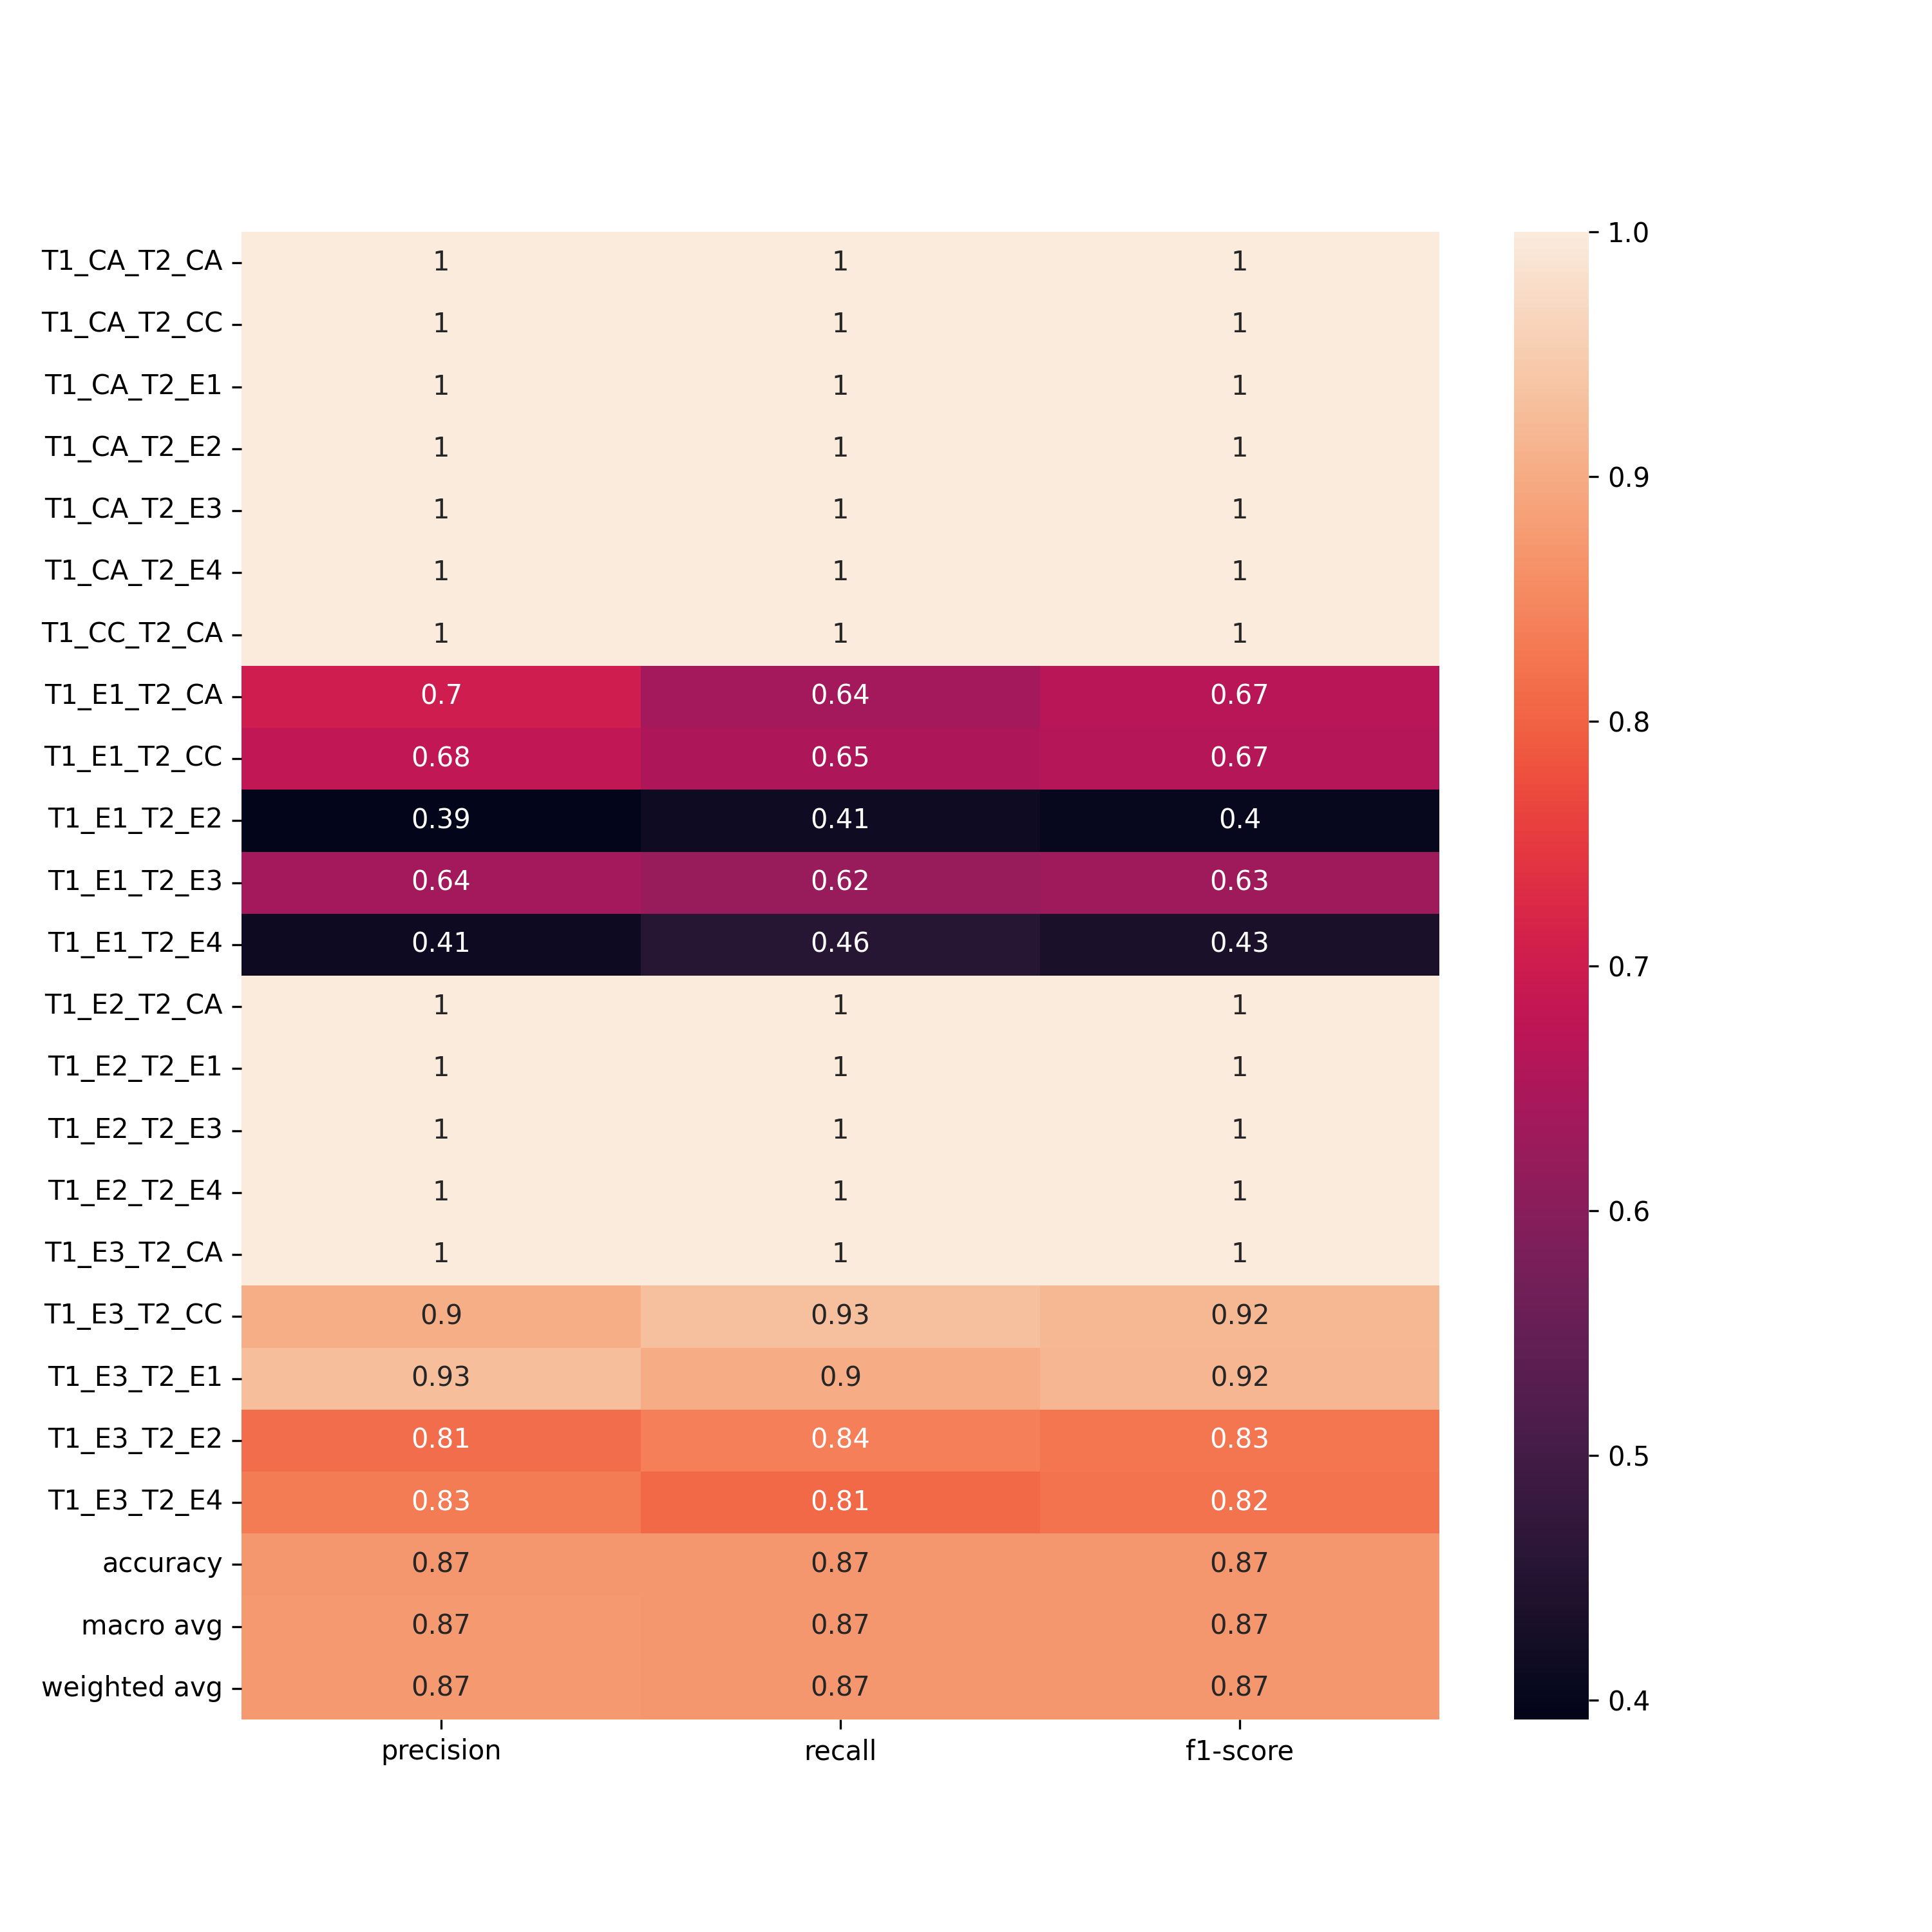 T1_CA_T2_CA 1 1 1
T1_CA_T2_CC 1 1 1
T1_CA_T2_E1 1 1 1
T1_CA_T2_E2 1 1 1
T1_CA_T2_E3 1 1 1
T1_CA_T2_E4 1 1 1
T1_CC_T2_CA 1 1 1
T1_E1_T2_CA 0.7 0.64 0.67
T1_E1_T2_CC 0.68 0.65 0.67
T1_E1_T2_E2 0.39 0.41 0.4
T1_E1_T2_E3 0.64 0.62 0.63
T1_E1_T2_E4 0.41 0.46 0.43
T1_E2_T2_CA 1 1 1
T1_E2_T2_E1 1 1 1
T1_E2_T2_E3 1 1 1
T1_E2_T2_E4 1 1 1
T1_E3_T2_CA 1 1 1
T1_E3_T2_CC 0.9 0.93 0.92
T1_E3_T2_E1 0.93 0.9 0.92
T1_E3_T2_E2 0.81 0.84 0.83
T1_E3_T2_E4 0.83 0.81 0.82
accuracy 0.87 0.87 0.87
macro avg 0.87 0.87 0.87
weighted avg 0.87 0.87 0.87
precision recall f1-score
1.0
0.9
0.8
0.7
0.6
0.5
0.4